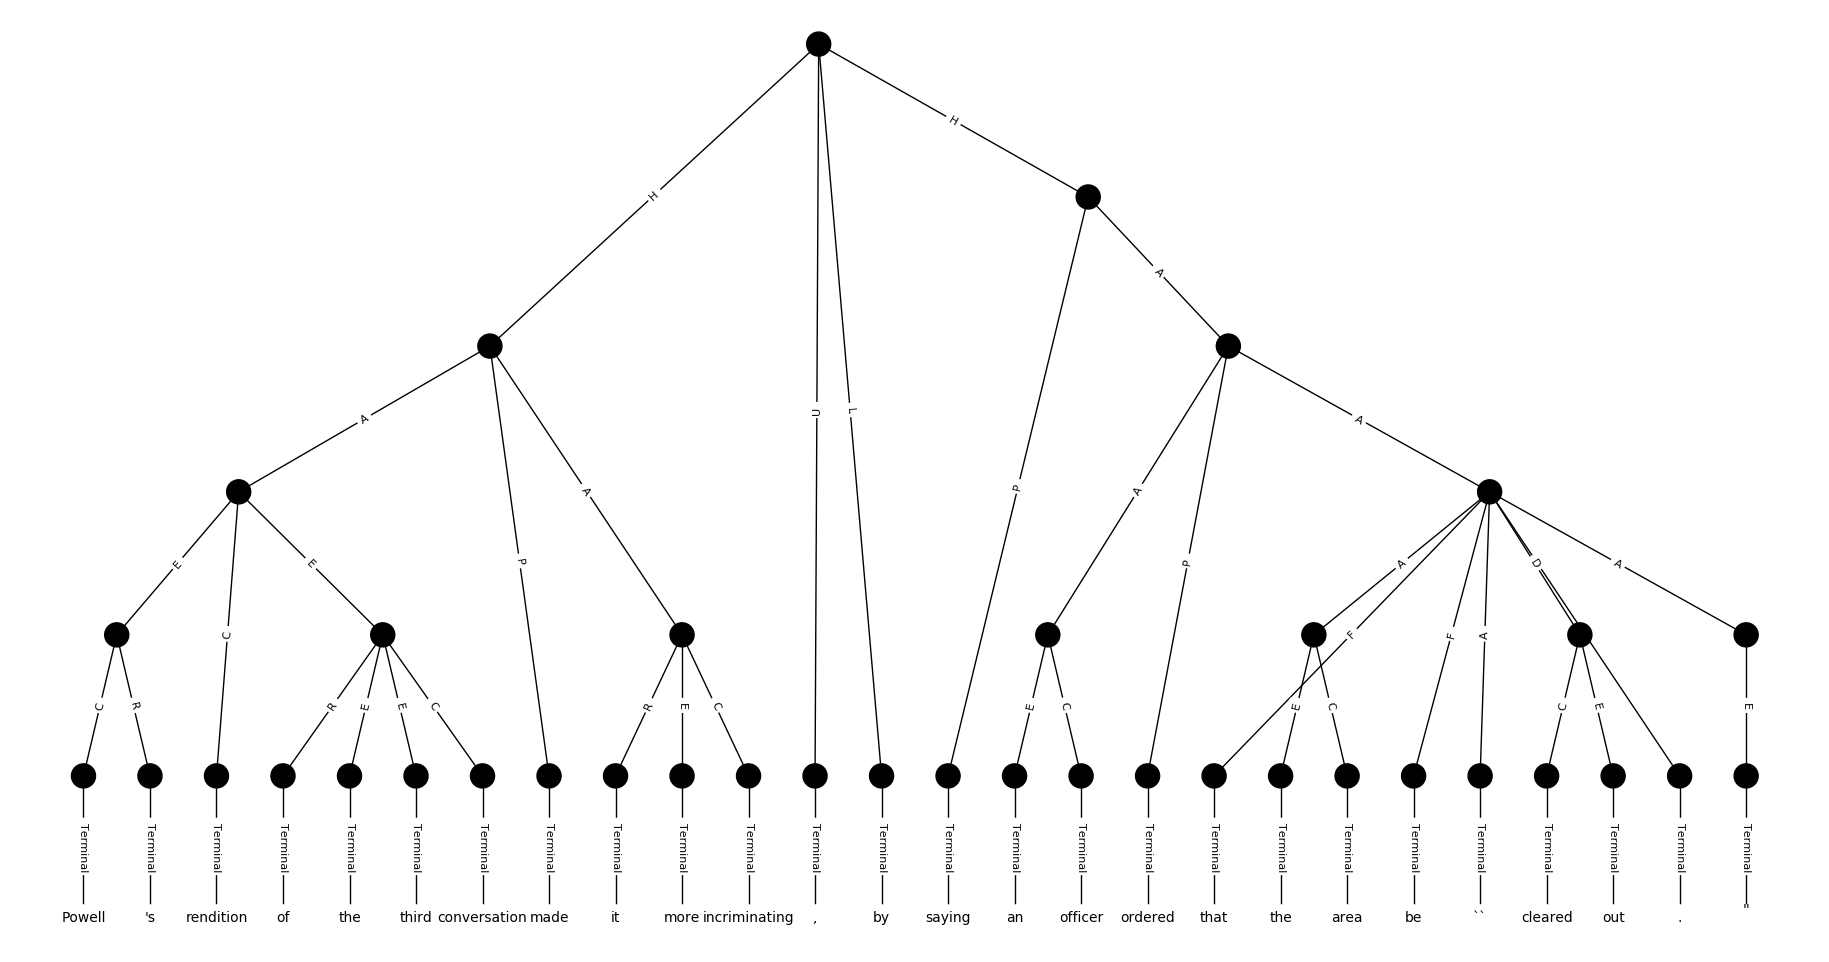 H
H
A
A
A
A
U
L
P
A
A
P
E
E
P
A
F
D
A
C
F
A
C
R
R
E
E
C
R
E
C
E
C
E
C
C
E
E
Terminal Terminal Terminal Terminal Terminal Terminal Terminal Terminal Terminal Terminal Terminal Terminal Terminal Terminal Terminal Terminal Terminal Terminal Terminal Terminal Terminal Terminal Terminal Terminal Terminal Terminal
Powell 's rendition of the third conversation made it more incriminating , by saying an officer ordered that the area be `` cleared out . "